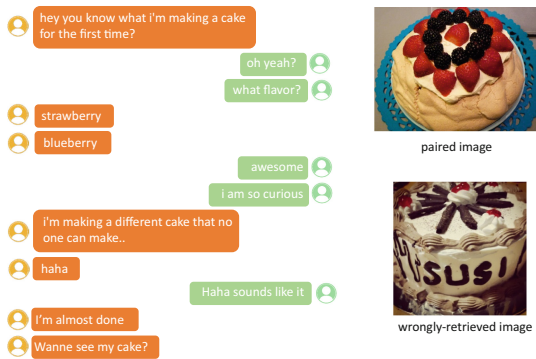 hey you know what i'm making a cake
for the first time?
oh yeah?
what flavor?
strawberry
blueberry
awesome
i am so curious
i'm making a different cake that no
one can make..
haha
Haha sounds like it
I'm almost done
Wanne see my cake?
paired image
SUSI
wrongly-retrieved image